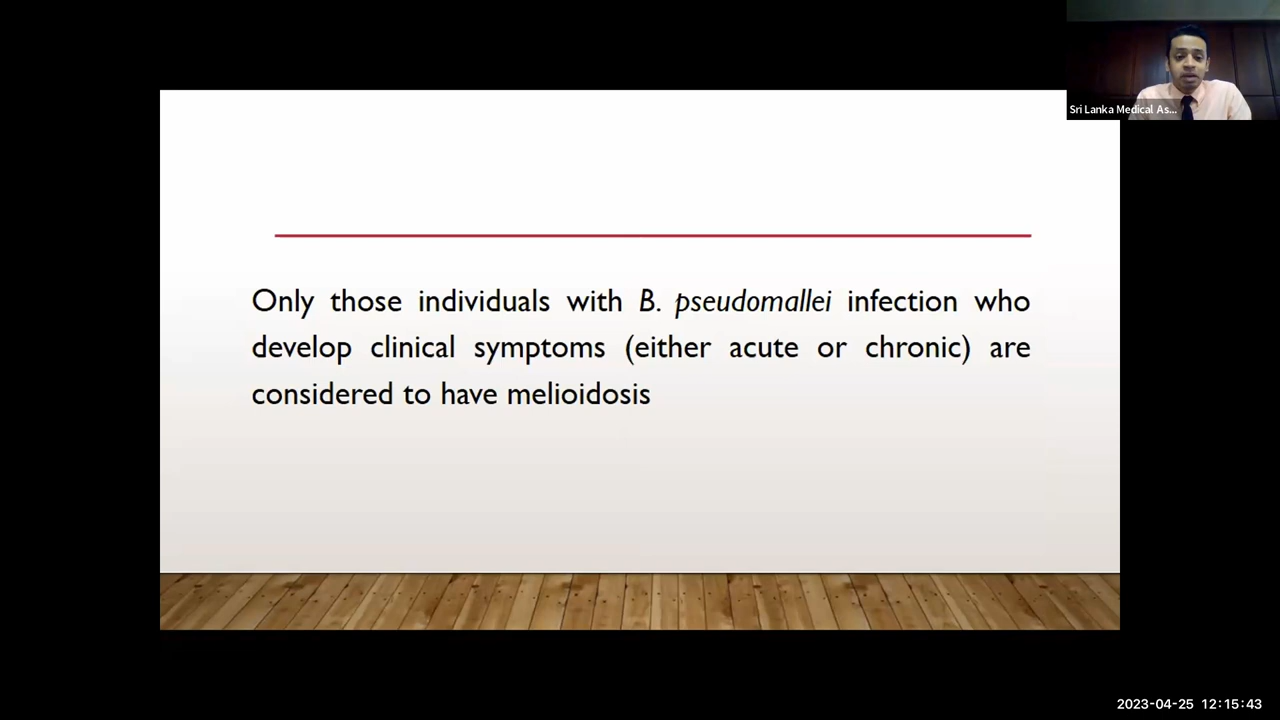 Sri Lanka Medical As...
Only those individuals with B. pseudomallei infection who
develop clinical symptoms (either acute or chronic) are
considered to have melioidosis
2023-04-25 12:15:43